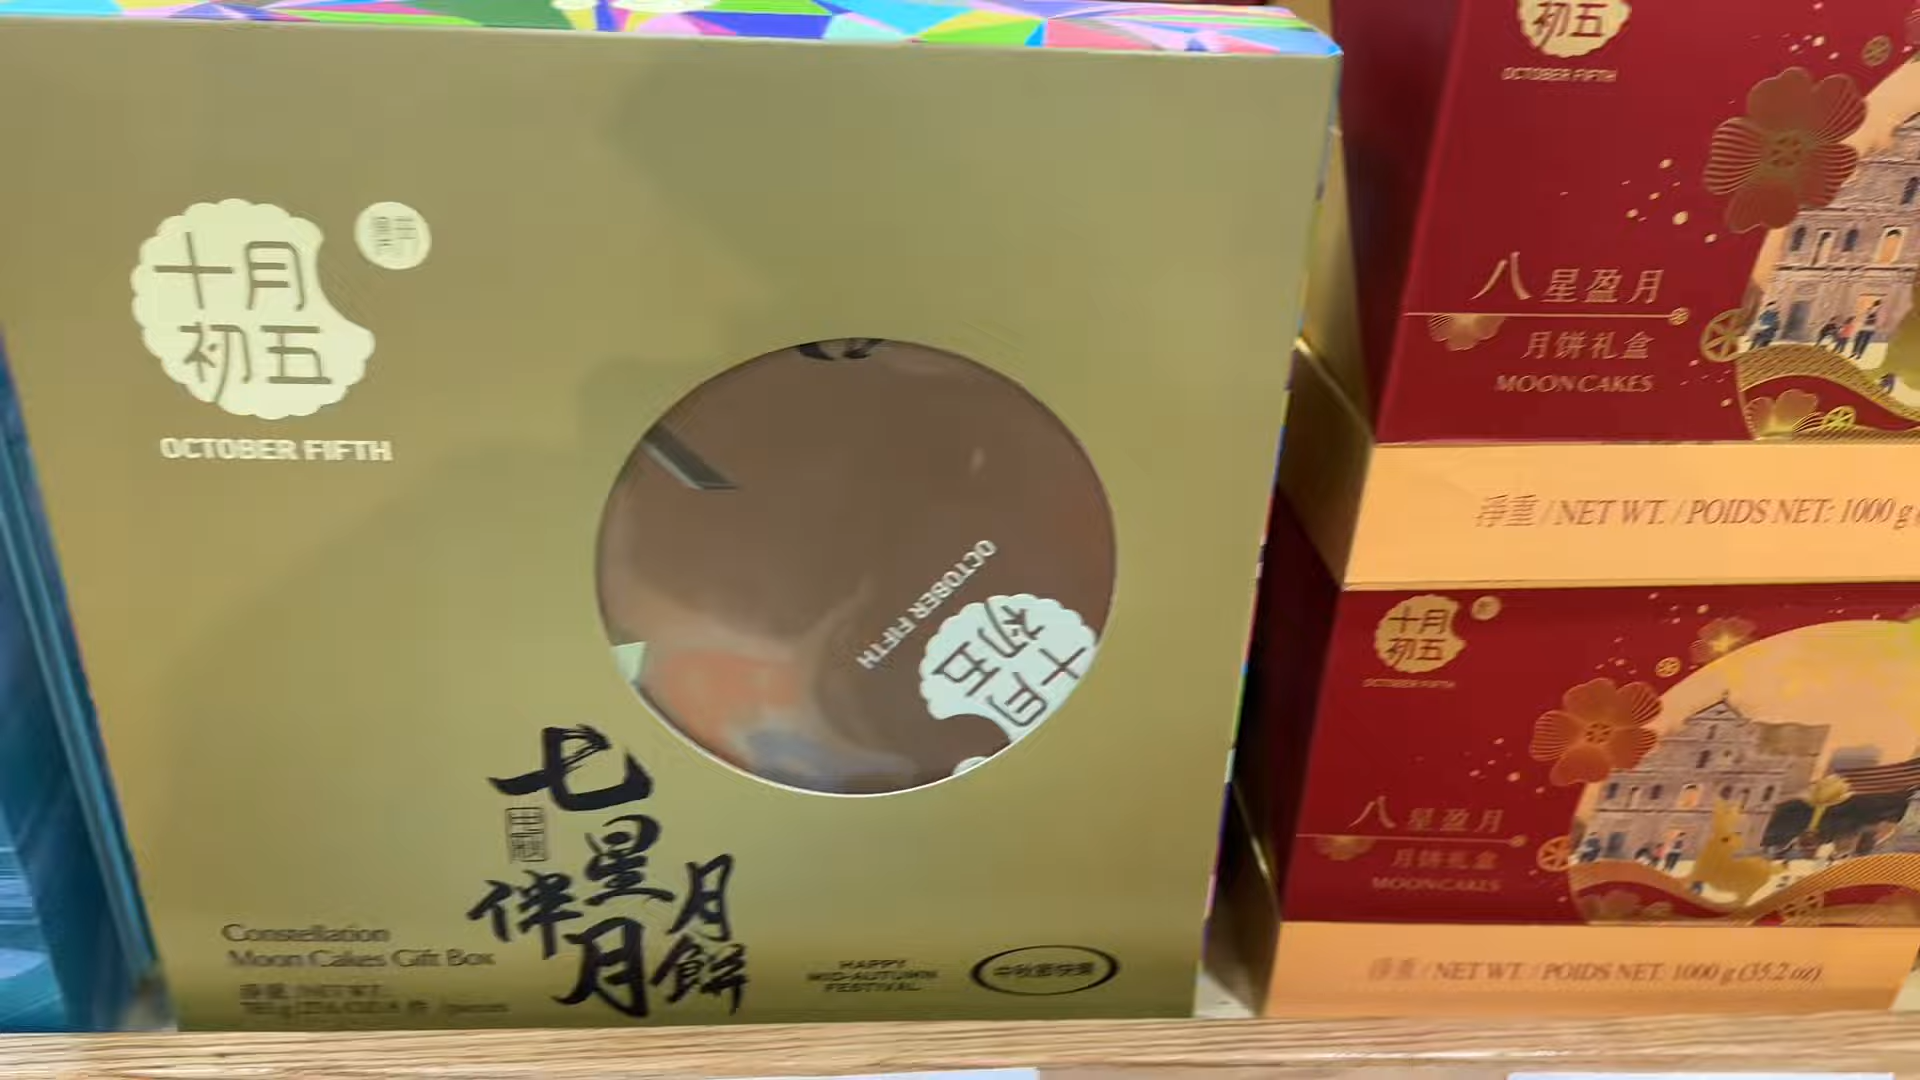 十月
初五
OCTOBER FIFTH
OCTOBER FIFTH
十月
初五
七星伴月
月餅
Constellation
Moon Cakes Gift Box
HAPPY
MID-AUTUMN
FESTIVAL
中秋節快樂
初五
OCTOBER FIFTH
八星盈月
月饼礼盒
MOON CAKES
淨重 / NET WT. / POIDS NET: 1000 g
十月
初五
OCTOBER FIFTH
八星盈月
月饼礼盒
MOON CAKES
淨重 / NET WT. / POIDS NET: 1000 g (35.2 oz)